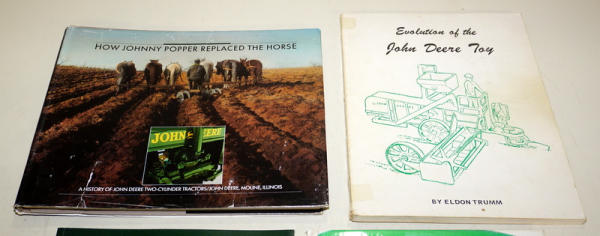 HOW JOHNNY POPPER REPLACED THE HORSE
JOHN DEERE
A HISTORY OF JOHN DEERE TWO-CYLINDER TRACTORS/JOHN DEERE, MOLINE, ILLINOIS
Evolution of the
John Deere Toy
BY ELDON TRUMM